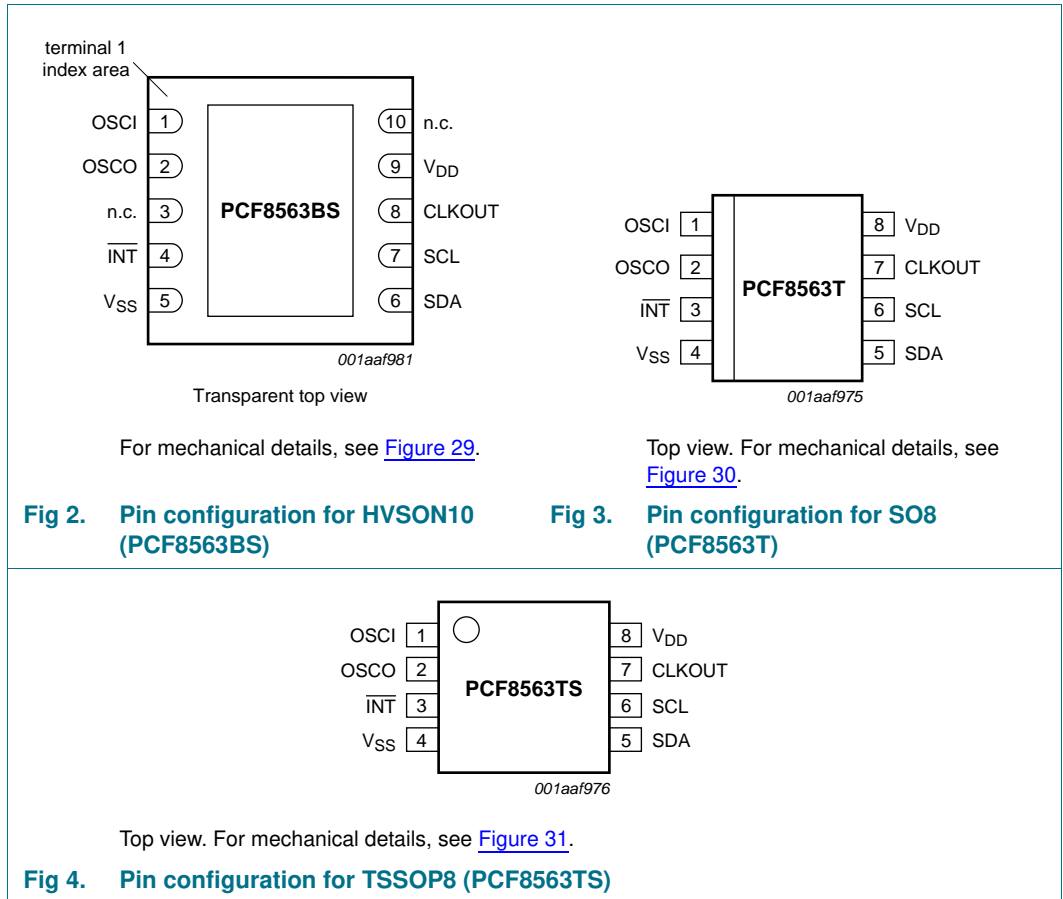 terminal 1
index area
OSCI 1 10 n.c.
OSCO 2 9 VDD
n.c. 3 PCF8563BS 8 CLKOUT
INT 4 7 SCL
VSS 5 6 SDA
001aaf981
Transparent top view
For mechanical details, see Figure 29.
Fig 2. Pin configuration for HVSON10
(PCF8563BS)
OSCI 1 8 VDD
OSCO 2 7 CLKOUT
PCF8563T
INT 3 6 SCL
VSS 4 5 SDA
001aaf975
Top view. For mechanical details, see
Figure 30.
Fig 3. Pin configuration for SO8
(PCF8563T)
OSCI 1 8 VDD
OSCO 2 7 CLKOUT
PCF8563TS
INT 3 6 SCL
VSS 4 5 SDA
001aaf976
Top view. For mechanical details, see Figure 31.
Fig 4. Pin configuration for TSSOP8 (PCF8563TS)